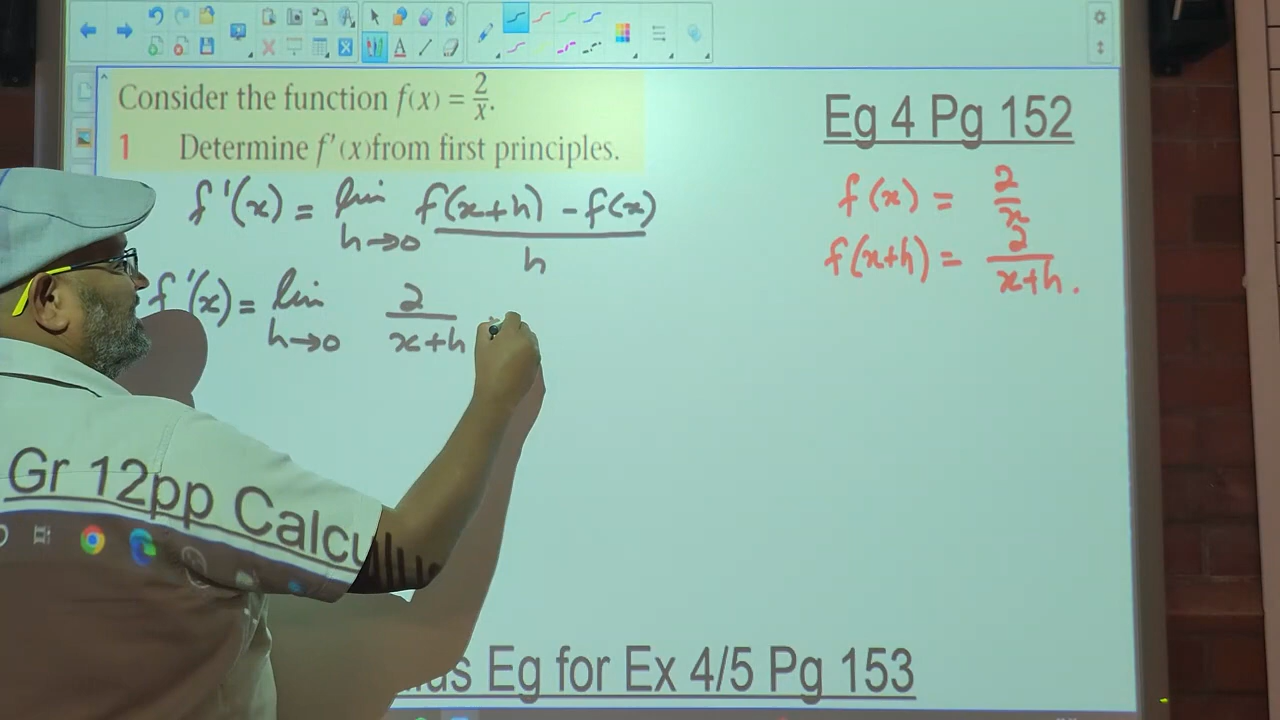 Consider the function f(x) = 2/x.
1 Determine f'(x)from first principles.
f'(x) = lim h→0 f(x+h) - f(x) / h
f'(x) = lim h→0 2 / x+h
Eg 4 Pg 152
f(x) = 2/x
f(x+h) = 2 / x+h.
Gr 12pp Calculus Eg for Ex 4/5 Pg 153